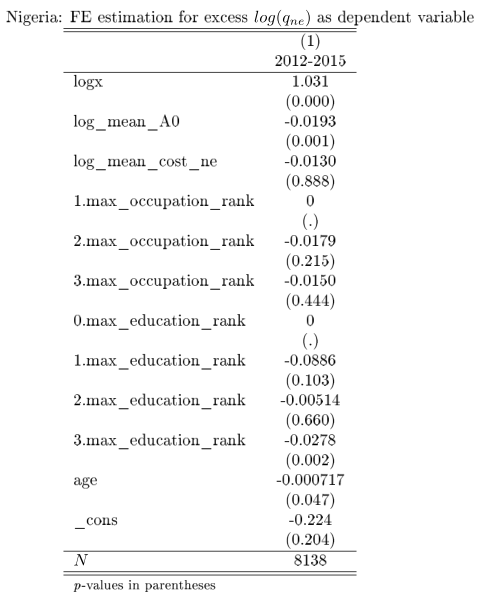 Nigeria: FE estimation for excess log(q_ne) as dependent variable
(1)
2012-2015
logx 1.031
(0.000)
log_mean_A0 -0.0193
(0.001)
log_mean_cost_ne -0.0130
(0.888)
1.max_occupation_rank 0
(.)
2.max_occupation_rank -0.0179
(0.215)
3.max_occupation_rank -0.0150
(0.444)
0.max_education_rank 0
(.)
1.max_education_rank -0.0886
(0.103)
2.max_education_rank -0.00514
(0.660)
3.max_education_rank -0.0278
(0.002)
age -0.000717
(0.047)
_cons -0.224
(0.204)
N 8138
p-values in parentheses